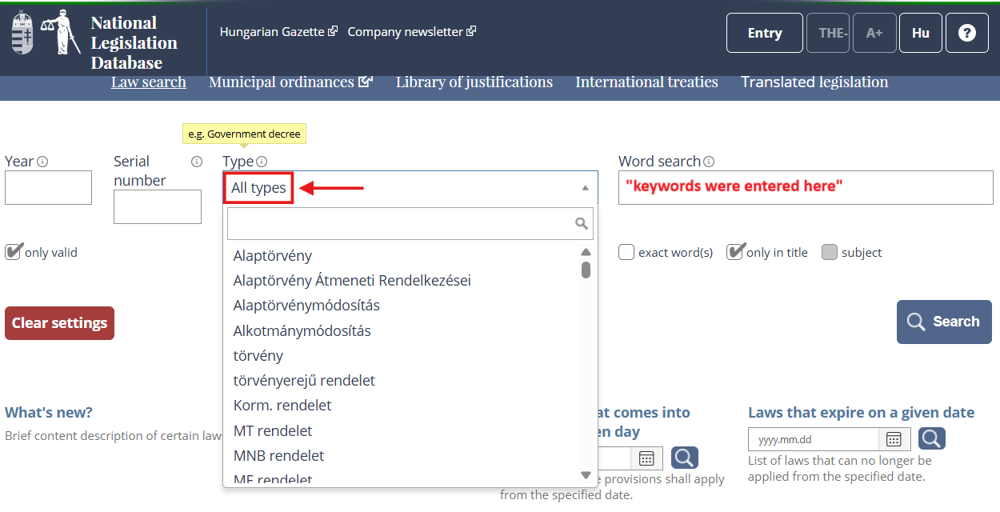 National
Legislation
Database
Hungarian Gazette
Company newsletter
Entry
THE-
A+
Hu
?
Law search
Municipal ordinances
Library of justifications
International treaties
Translated legislation
e.g. Government decree
Year
Serial
number
Type
Word search
All types
"keywords were entered here"
only valid
exact word(s)
only in title
subject
Alaptörvény
Alaptörvény Átmeneti Rendelkezései
Alaptörvénymódosítás
Alkotmánymódosítás
törvény
törvényerejű rendelet
Korm. rendelet
MT rendelet
MNB rendelet
ME rendelet
Clear settings
Search
What's new?
Brief content description of certain laws
at comes into
en day
provisions shall apply
from the specified date.
Laws that expire on a given date
yyyy.mm.dd
List of laws that can no longer be
applied from the specified date.